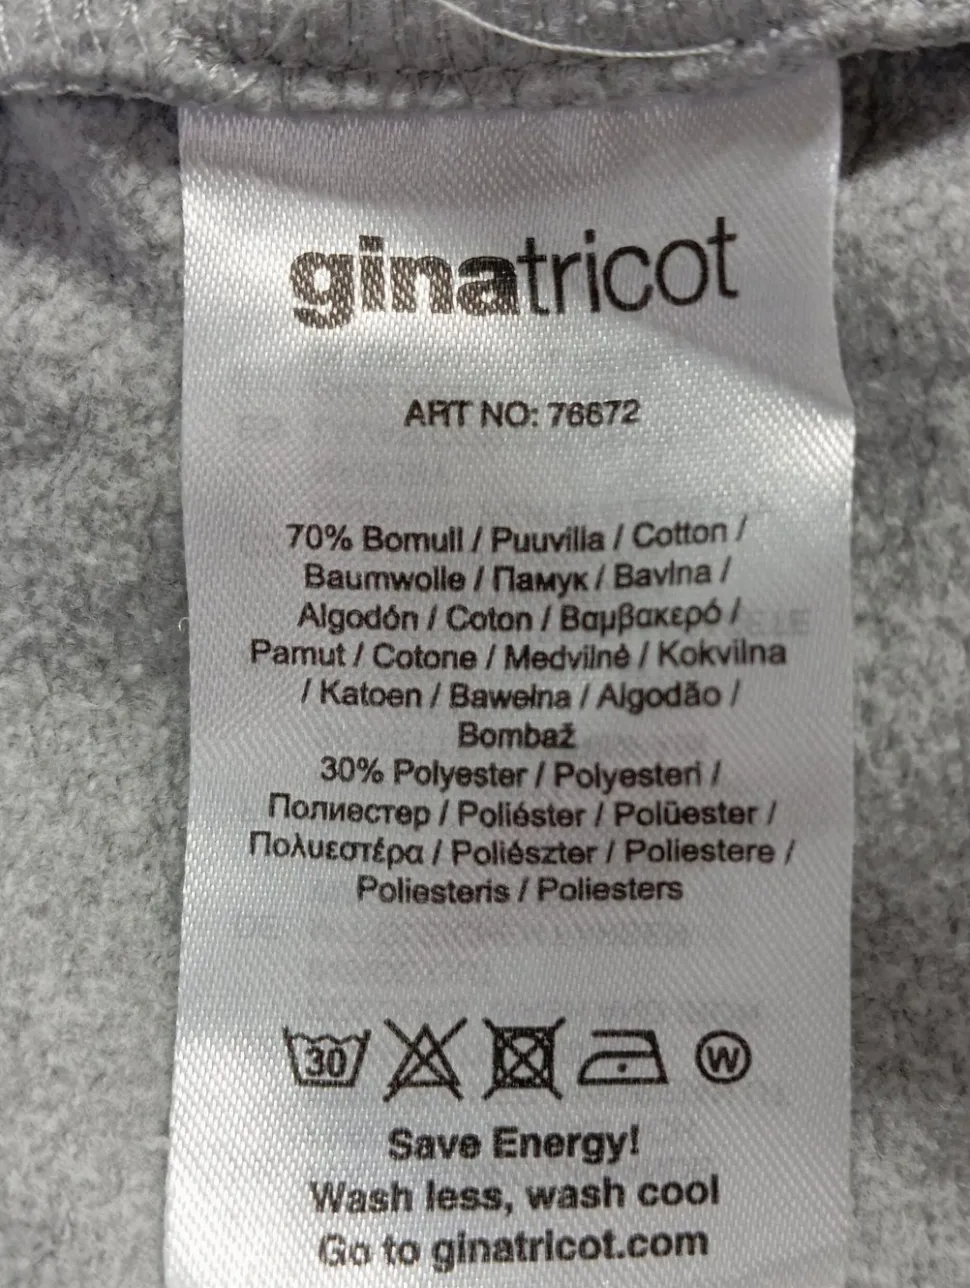 ginatricot
ART NO: 76672
70% Bomull / Puuvilla / Cotton /
Baumwolle / Памук / Bavlna /
Algodón / Coton / Βαμβακερό /
Pamut / Cotone / Medvilnė / Kokvilna
/ Katoen / Bawełna / Algodão /
Bombaž
30% Polyester / Polyesteri /
Полиестер / Poliéster / Polüester /
Πολυεστέρα / Poliészter / Poliestere /
Poliesteris / Poliesters
30 W
Save Energy!
Wash less, wash cool
Go to ginatricot.com